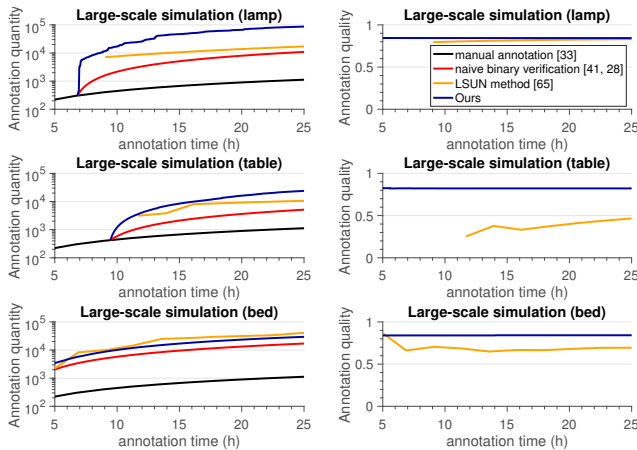 Large-scale simulation (lamp)
Annotation quantity
10^5
10^4
10^3
10^2
5 10 15 20 25
annotation time (h)
Large-scale simulation (lamp)
Annotation quality
1
0.5
0
5 10 15 20 25
annotation time (h)
manual annotation [33]
naive binary verification [41, 28]
LSUN method [65]
Ours
Large-scale simulation (table)
Annotation quantity
10^5
10^4
10^3
10^2
5 10 15 20 25
annotation time (h)
Large-scale simulation (table)
Annotation quality
1
0.5
0
5 10 15 20 25
annotation time (h)
Large-scale simulation (bed)
Annotation quantity
10^5
10^4
10^3
10^2
5 10 15 20 25
annotation time (h)
Large-scale simulation (bed)
Annotation quality
1
0.5
0
5 10 15 20 25
annotation time (h)